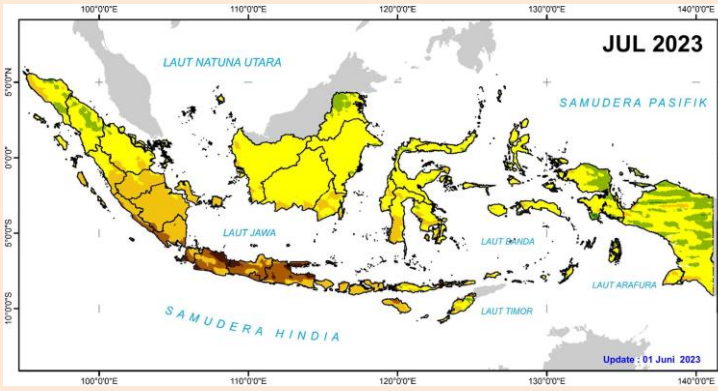 100°0'0"E 110°0'0"E 120°0'0"E 130°0'0"E 140°0'0"E
JUL 2023
LAUT NATUNA UTARA
5°0'0"N
SAMUDERA PASIFIK
0°0'0"
LAUT JAWA
LAUT BANDA
5°0'0"S
LAUT ARAFURA
10°0'0"S
SAMUDERA HINDIA
LAUT TIMOR
Update : 01 Juni 2023
100°0'0"E 110°0'0"E 120°0'0"E 130°0'0"E 140°0'0"E